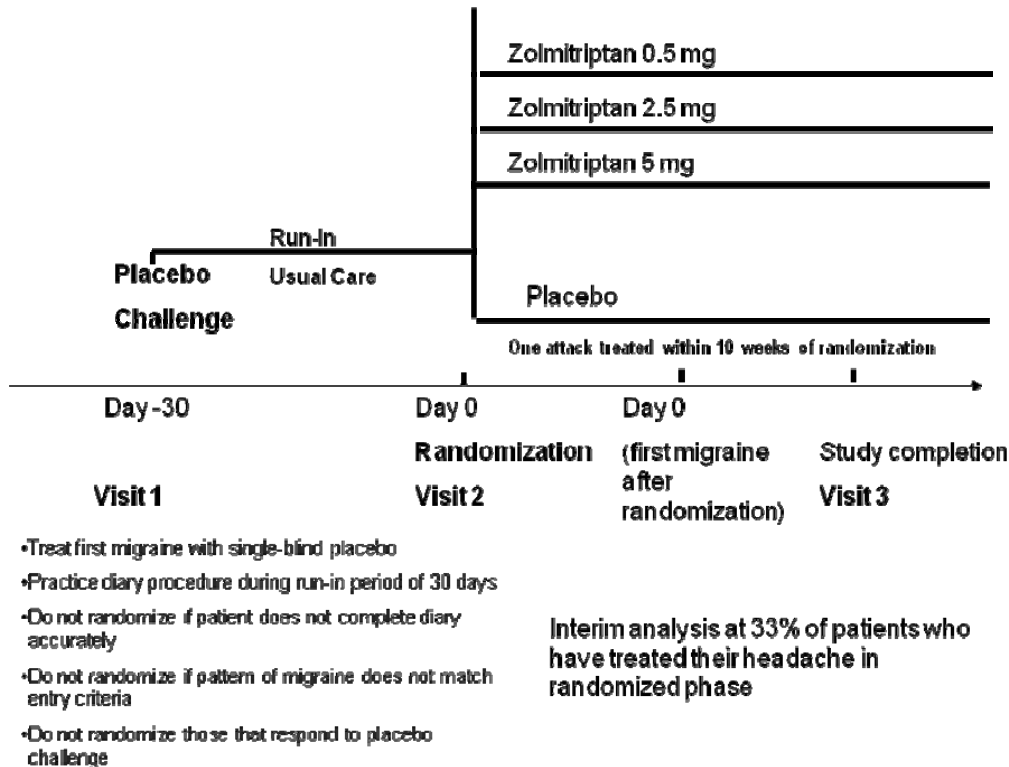 Zolmitriptan 0.5 mg
Zolmitriptan 2.5 mg
Zolmitriptan 5 mg
Run-In
Placebo
Challenge
Usual Care
Placebo
One attack treated within 10 weeks of randomization
Day -30
Day 0
Day 0
Randomization
(first migraine
after
randomization)
Study completion
Visit 1
Visit 2
Visit 3
•Treat first migraine with single-blind placebo
•Practice diary procedure during run-in period of 30 days
•Do not randomize if patient does not complete diary
accurately
•Do not randomize if pattern of migraine does not match
entry criteria
•Do not randomize those that respond to placebo
challenge
Interim analysis at 33% of patients who
have treated their headache in
randomized phase